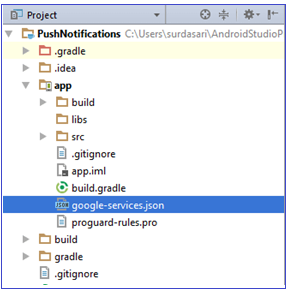 Project
PushNotifications C:\Users\surdasari\AndroidStudioP
.gradle
.idea
app
build
libs
src
.gitignore
app.iml
build.gradle
google-services.json
proguard-rules.pro
build
gradle
.gitignore